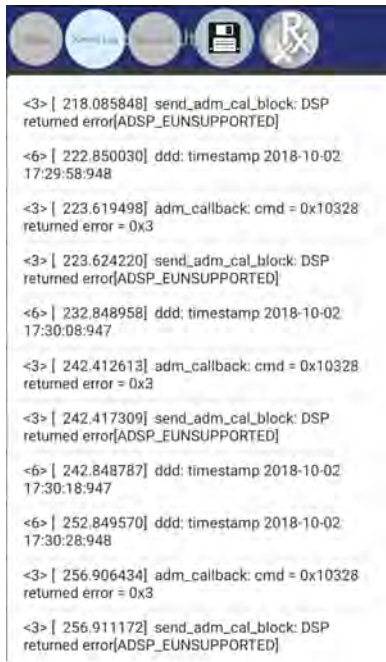 <3> [ 218.085848] send_adm_cal_block: DSP
returned error[ADSP_EUNSUPPORTED]
<6> [ 222.850030] ddd: timestamp 2018-10-02
17:29:58:948
<3> [ 223.619498] adm_callback: cmd = 0x10328
returned error = 0x3
<3> [ 223.624220] send_adm_cal_block: DSP
returned error[ADSP_EUNSUPPORTED]
<6> [ 232.848958] ddd: timestamp 2018-10-02
17:30:08:947
<3> [ 242.412613] adm_callback: cmd = 0x10328
returned error = 0x3
<3> [ 242.417309] send_adm_cal_block: DSP
returned error[ADSP_EUNSUPPORTED]
<6> [ 242.848787] ddd: timestamp 2018-10-02
17:30:18:947
<6> [ 252.849570] ddd: timestamp 2018-10-02
17:30:28:948
<3> [ 256.906434] adm_callback: cmd = 0x10328
returned error = 0x3
<3> [ 256.911172] send_adm_cal_block: DSP
returned error[ADSP_EUNSUPPORTED]